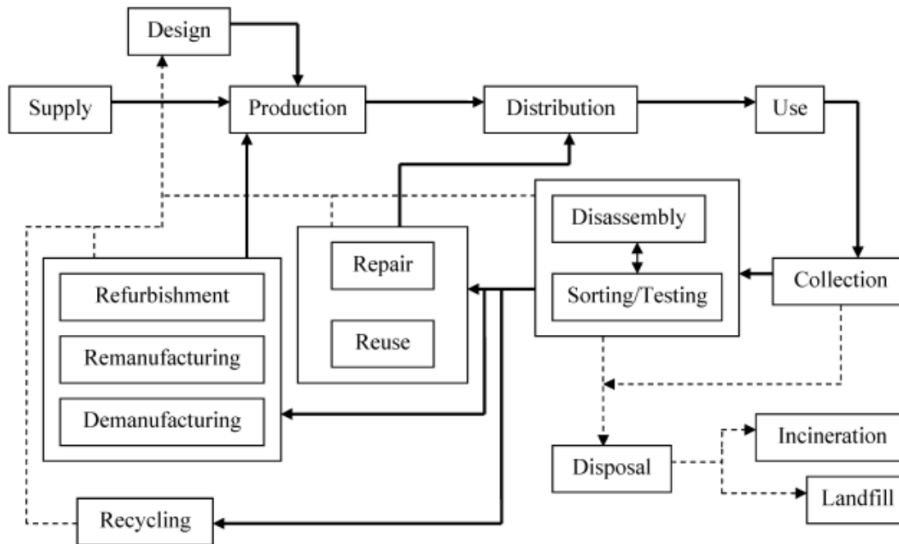 Design
Supply
Production
Distribution
Use
Disassembly
Repair
Sorting/Testing
Collection
Refurbishment
Reuse
Remanufacturing
Demanufacturing
Incineration
Disposal
Landfill
Recycling